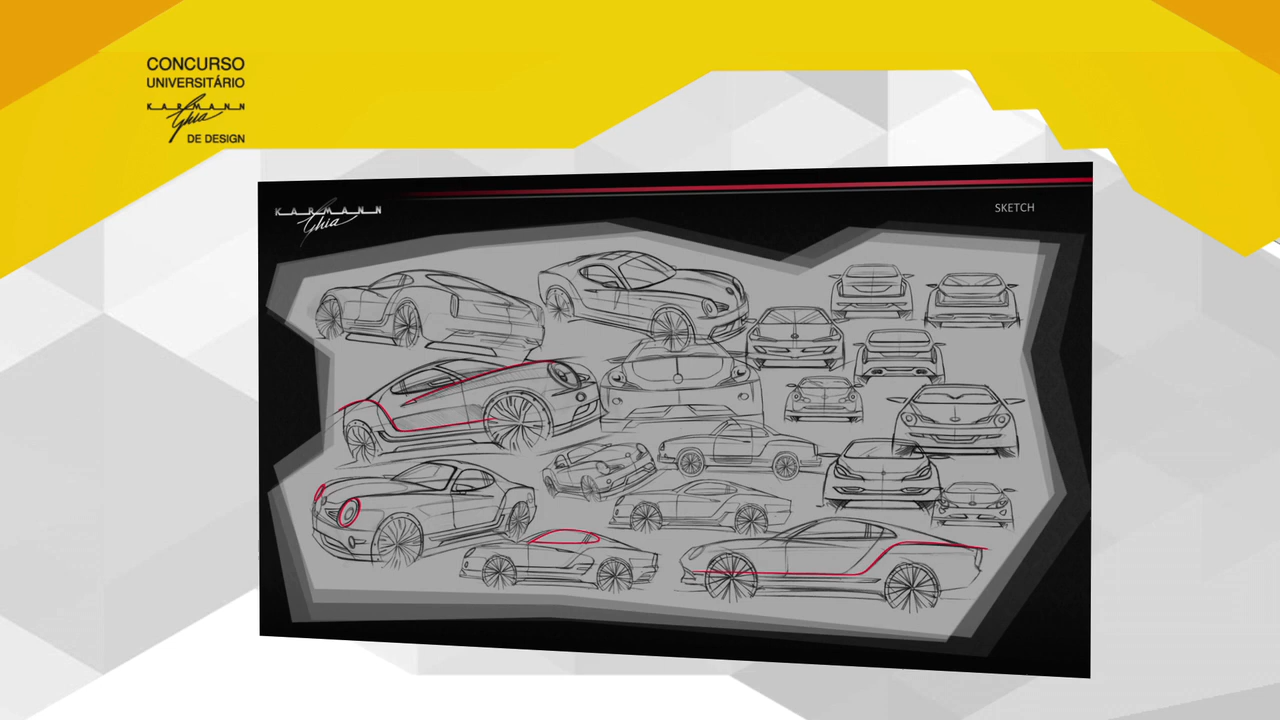 CONCURSO
UNIVERSITÁRIO
KARMANN
Ghia
DE DESIGN
KARMANN
Ghia
SKETCH